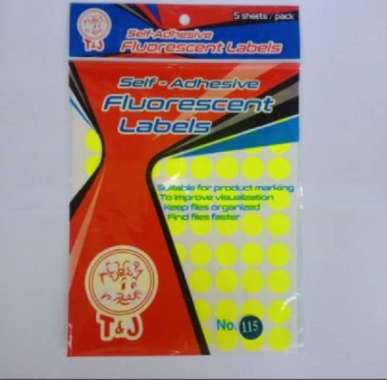 5 sheets / pack
Self-Adhesive
Fluorescent Labels
T&J
Self - Adhesive
Fluorescent
Labels
Suitable for product marking
To improve visualization
Keep files organized
Find files faster
T&J
No. 115